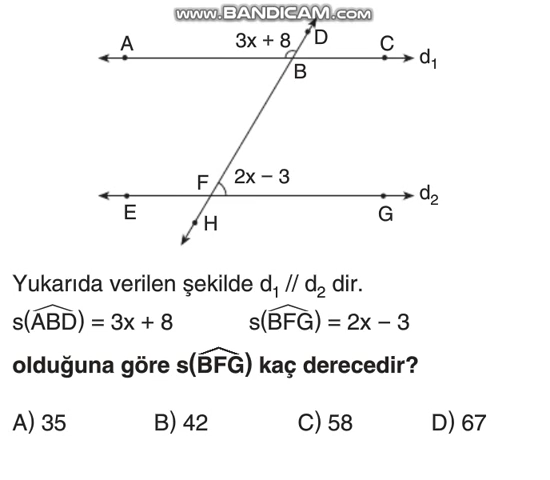 www.BANDICAM.com
A 3x + 8 D C d₁
B
F 2x – 3 d₂
E H G
Yukarıda verilen şekilde d₁ // d₂ dir.
s(ABD) = 3x + 8 s(BFG) = 2x – 3
olduğuna göre s(BFG) kaç derecedir?
A) 35 B) 42 C) 58 D) 67